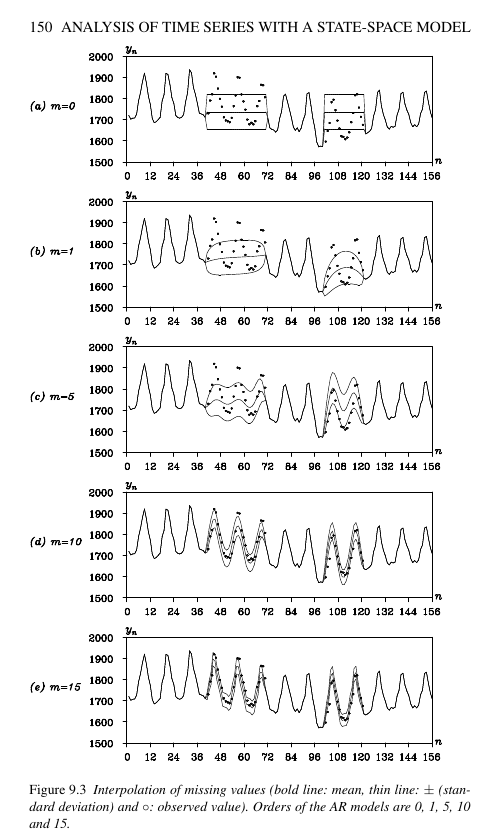 150 ANALYSIS OF TIME SERIES WITH A STATE-SPACE MODEL
yn
2000
1900
(a) m=0 1800
1700
1600
1500
n
0 12 24 36 48 60 72 84 96 108 120 132 144 156
yn
2000
1900
(b) m=1 1800
1700
1600
1500
n
0 12 24 36 48 60 72 84 96 108 120 132 144 156
yn
2000
1900
(c) m=5 1800
1700
1600
1500
n
0 12 24 36 48 60 72 84 96 108 120 132 144 156
yn
2000
1900
(d) m=10 1800
1700
1600
1500
n
0 12 24 36 48 60 72 84 96 108 120 132 144 156
yn
2000
1900
(e) m=15 1800
1700
1600
1500
n
0 12 24 36 48 60 72 84 96 108 120 132 144 156
Figure 9.3 Interpolation of missing values (bold line: mean, thin line: ± (stan-
dard deviation) and ○: observed value). Orders of the AR models are 0, 1, 5, 10
and 15.